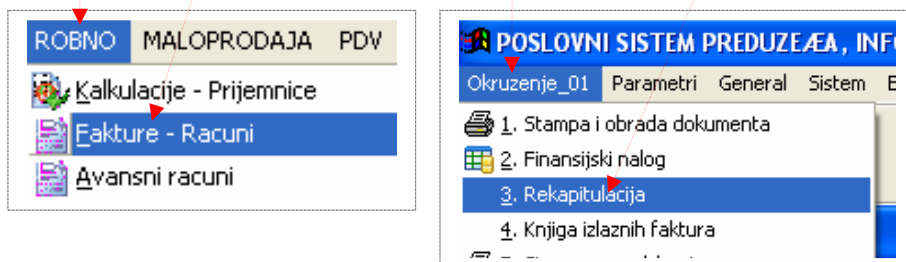 ROBNO MALOPRODAJA PDV
Kalkulacije - Prijemnice
Fakture - Racuni
Avansni racuni
POSLOVNI SISTEM PREDUZEÆA , INF
Okruzenje_01 Parametri General Sistem E
1. Stampa i obrada dokumenta
2. Finansijski nalog
3. Rekapitulacija
4. Knjiga izlaznih faktura